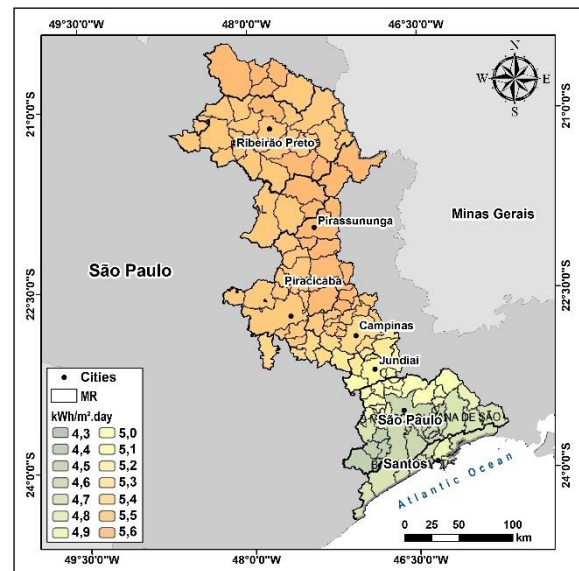 49°30'0"W 48°0'0"W 46°30'0"W
N
W E
S
21°0'0"S 21°0'0"S
Ribeirão Preto
Pirassununga
Minas Gerais
São Paulo
Piracicaba
22°30'0"S 22°30'0"S
Campinas
Jundiaí
Cities
MR
kWh/m².day
4,3 5,0
4,4 5,1
4,5 5,2
4,6 5,3
4,7 5,4
4,8 5,5
4,9 5,6
ANA DE SÃO
São Paulo
Santos
24°0'0"S 24°0'0"S
Atlantic Ocean
0 25 50 100
km
49°30'0"W 48°0'0"W 46°30'0"W